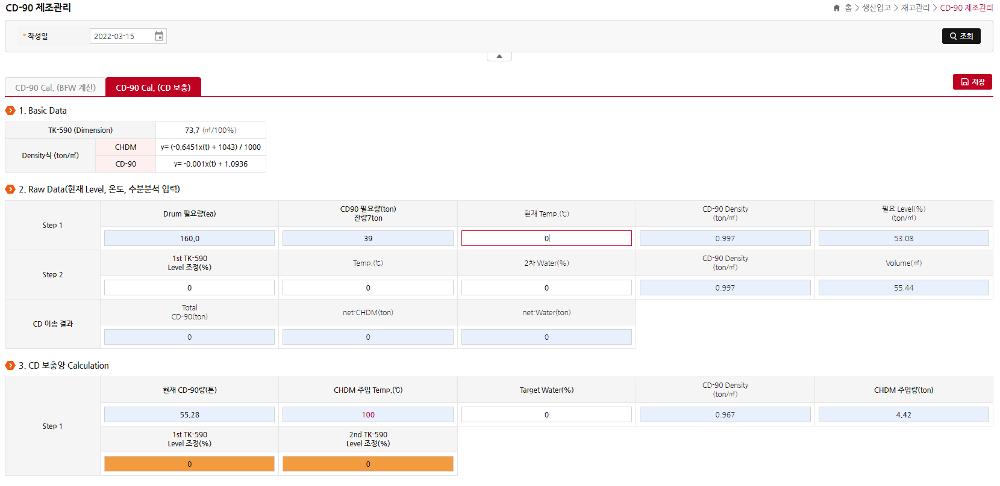 CD-90 제조관리
홈 > 생산입고 > 재고관리 > CD-90 제조관리
* 작성일
2022-03-15
조회
CD-90 Cal. (BFW 계산)
CD-90 Cal. (CD 보충)
저장
1. Basic Data
TK-590 (Dimension)
73.7 (㎥/100%)
Density식 (ton/㎥)
CHDM
y= (-0.6451x(t) + 1043) / 1000
CD-90
y= -0.001x(t) + 1.0936
2. Raw Data(현재 Level, 온도, 수분분석 입력)
Step 1
Drum 필요량(ea)
CD90 필요량(ton)
잔량7ton
현재 Temp.(℃)
CD-90 Density
(ton/㎥)
필요 Level(%)
(ton/㎥)
160.0
39
0
0.997
53.08
Step 2
1st TK-590
Level 조정(%)
Temp.(℃)
2차 Water(%)
CD-90 Density
(ton/㎥)
Volume(㎥)
0
0
0
0.997
55.44
CD 이송 결과
Total
CD-90(ton)
net-CHDM(ton)
net-Water(ton)
0
0
0
3. CD 보충양 Calculation
Step 1
현재 CD-90량(톤)
CHDM 주입 Temp.(℃)
Target Water(%)
CD-90 Density
(ton/㎥)
CHDM 주입량(ton)
55.28
100
0
0.967
4.42
1st TK-590
Level 조정(%)
2nd TK-590
Level 조정(%)
0
0